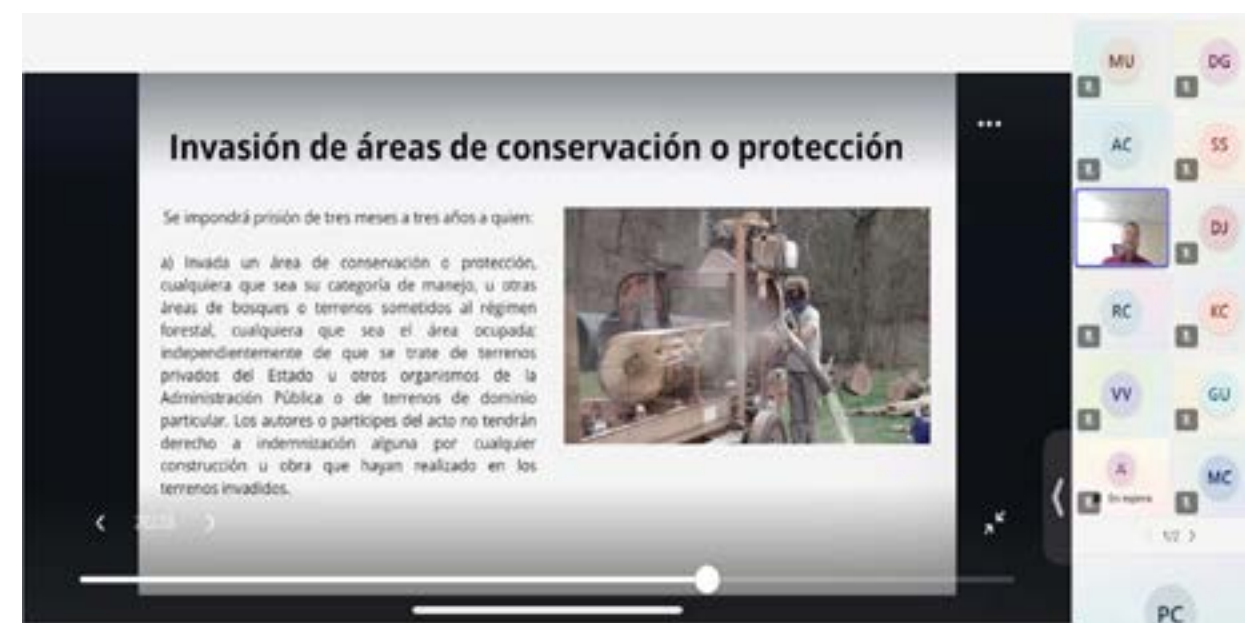 Invasión de áreas de conservación o protección
Se impondrá prisión de tres meses a tres años a quien:
a) Invada un área de conservación o protección,
cualquiera que sea su categoría de manejo, u otras
áreas de bosques o terrenos sometidos al régimen
forestal, cualquiera que sea el área ocupada;
independientemente de que se trate de terrenos
privados del Estado u otros organismos de la
Administración Pública o de terrenos de dominio
particular. Los autores o partícipes del acto no tendrán
derecho a indemnización alguna por cualquier
construcción u obra que hayan realizado en los
terrenos invadidos.
MU
DG
AC
SS
DJ
RC
KC
VV
GU
A
MC
En espera
1/2
PC